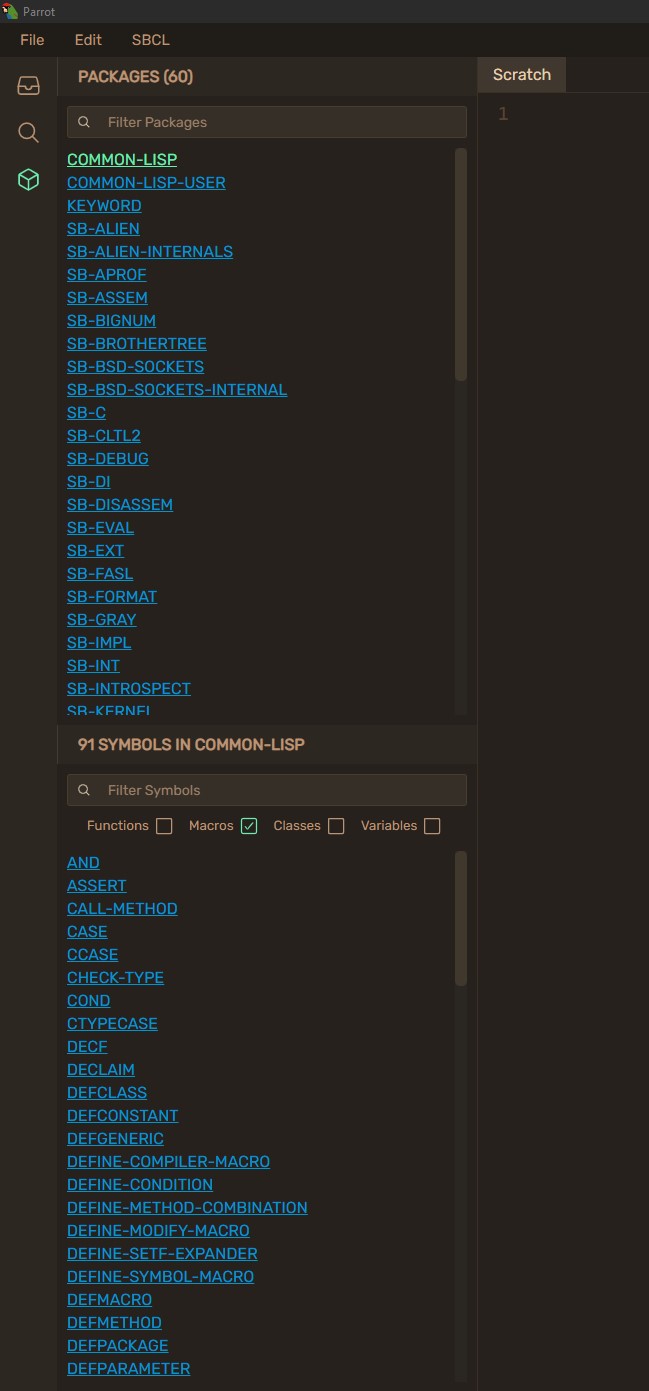 Parrot
File Edit SBCL
PACKAGES (60)
Scratch
Filter Packages
1
COMMON-LISP
COMMON-LISP-USER
KEYWORD
SB-ALIEN
SB-ALIEN-INTERNALS
SB-APROF
SB-ASSEM
SB-BIGNUM
SB-BROTHERTREE
SB-BSD-SOCKETS
SB-BSD-SOCKETS-INTERNAL
SB-C
SB-CLTL2
SB-DEBUG
SB-DI
SB-DISASSEM
SB-EVAL
SB-EXT
SB-FASL
SB-FORMAT
SB-GRAY
SB-IMPL
SB-INT
SB-INTROSPECT
SB-KERNEL
91 SYMBOLS IN COMMON-LISP
Filter Symbols
Functions Macros Classes Variables
AND
ASSERT
CALL-METHOD
CASE
CCASE
CHECK-TYPE
COND
CTYPECASE
DECF
DECLAIM
DEFCLASS
DEFCONSTANT
DEFGENERIC
DEFINE-COMPILER-MACRO
DEFINE-CONDITION
DEFINE-METHOD-COMBINATION
DEFINE-MODIFY-MACRO
DEFINE-SETF-EXPANDER
DEFINE-SYMBOL-MACRO
DEFMACRO
DEFMETHOD
DEFPACKAGE
DEFPARAMETER